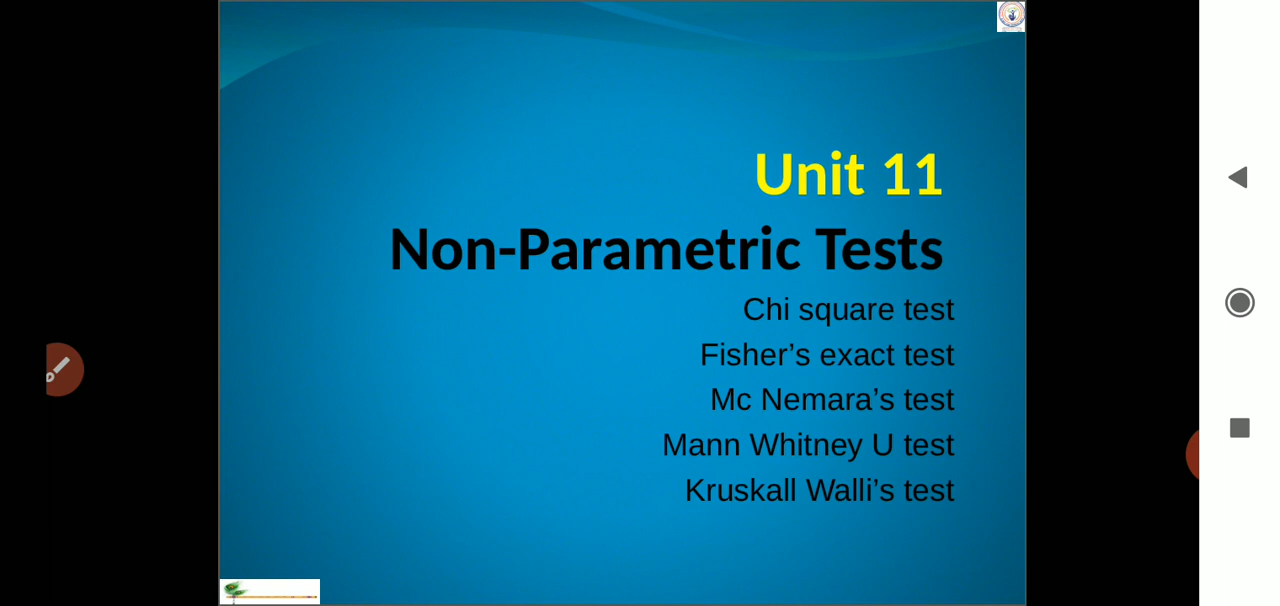 Unit 11
Non-Parametric Tests
Chi square test
Fisher’s exact test
Mc Nemara’s test
Mann Whitney U test
Kruskall Walli’s test